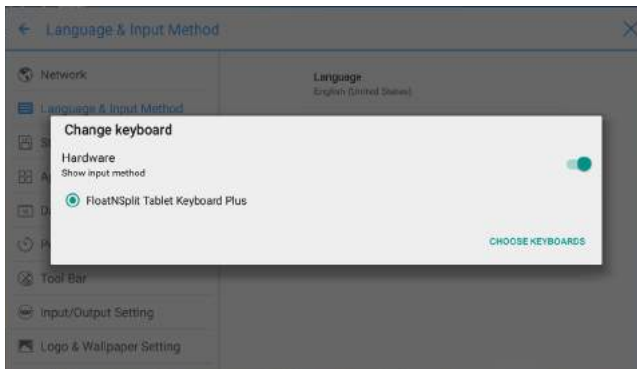 Language & Input Method
Network
Language
English (United States)
Language & Input Method
Change keyboard
Hardware
Show input method
FloatNSplit Tablet Keyboard Plus
CHOOSE KEYBOARDS
Tool Bar
Input/Output Setting
Logo & Wallpaper Setting